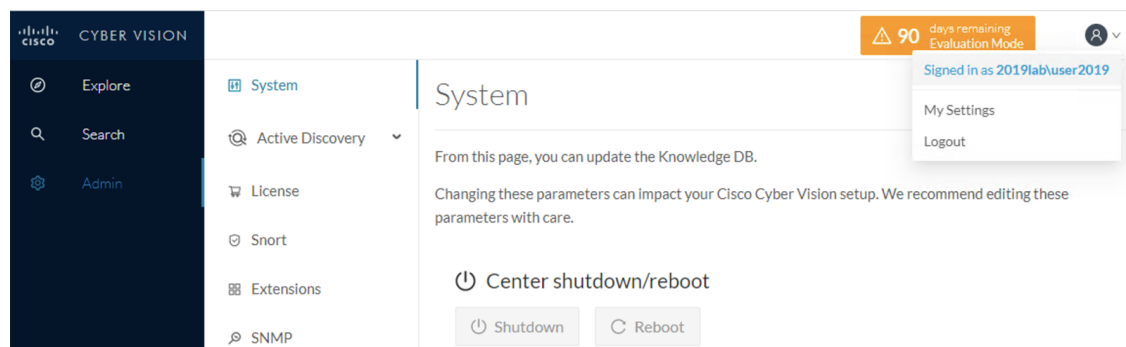 cisco
CYBER VISION
90
days remaining
Evaluation Mode
Signed in as 2019lab\user2019
My Settings
Logout
Explore
Search
Admin
System
Active Discovery
License
Snort
Extensions
SNMP
System
From this page, you can update the Knowledge DB.
Changing these parameters can impact your Cisco Cyber Vision setup. We recommend editing these
parameters with care.
Center shutdown/reboot
Shutdown
Reboot